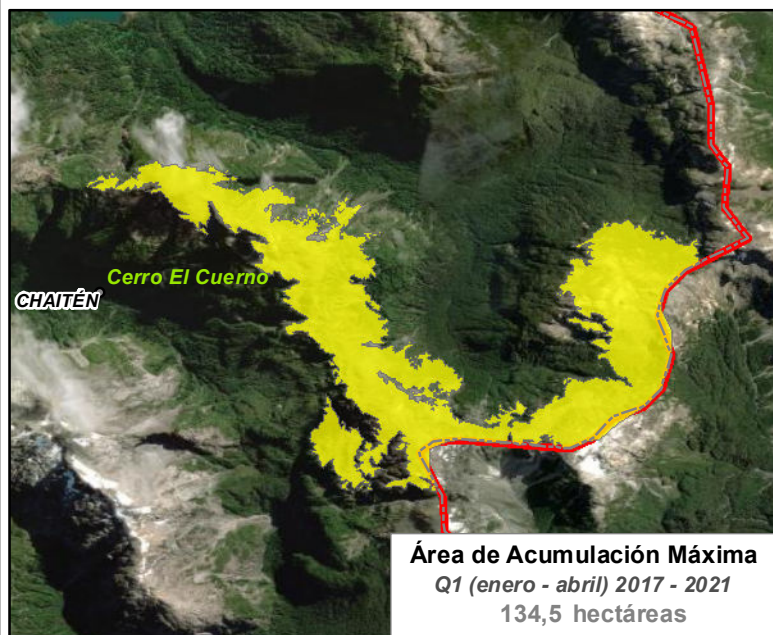 Cerro El Cuerno
CHAITÉN
Área de Acumulación Máxima
Q1 (enero - abril) 2017 - 2021
134,5 hectáreas